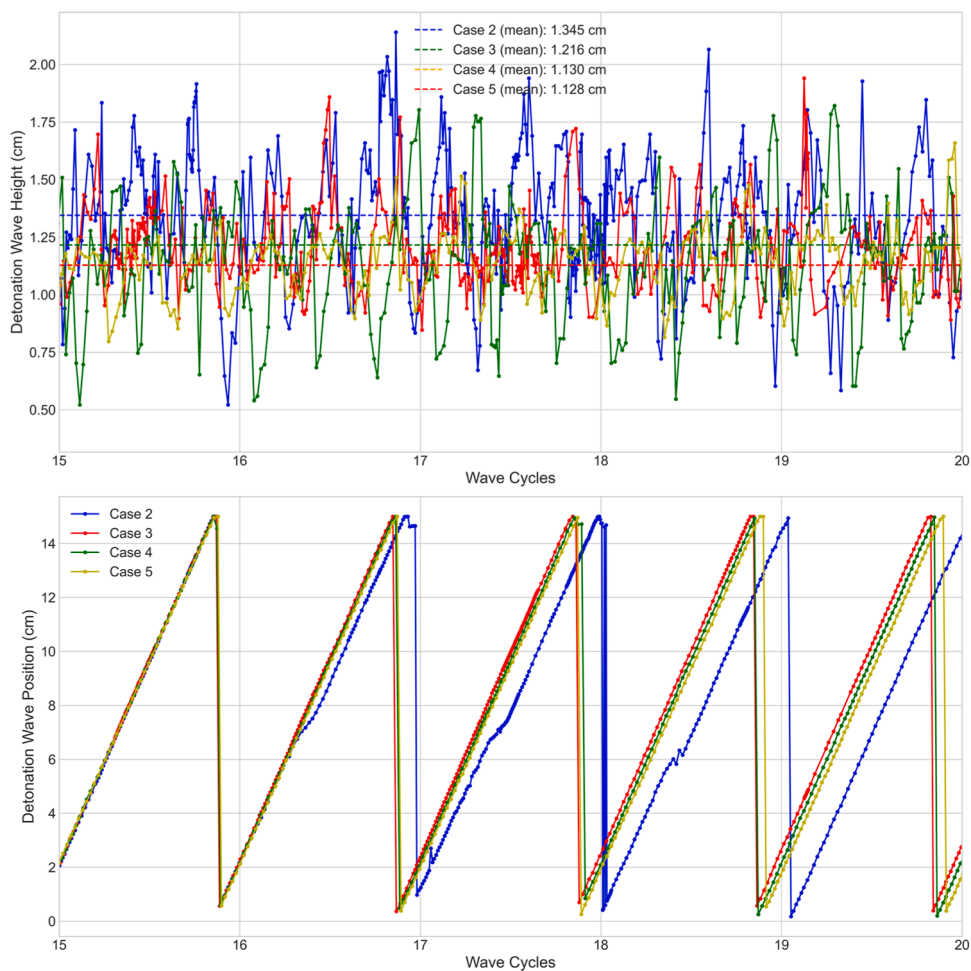 Case 2 (mean): 1.345 cm
Case 3 (mean): 1.216 cm
Case 4 (mean): 1.130 cm
Case 5 (mean): 1.128 cm
Detonation Wave Height (cm)
2.00
1.75
1.50
1.25
1.00
0.75
0.50
15 16 17 18 19 20
Wave Cycles
Case 2
Case 3
Case 4
Case 5
Detonation Wave Position (cm)
14
12
10
8
6
4
2
0
15 16 17 18 19 20
Wave Cycles